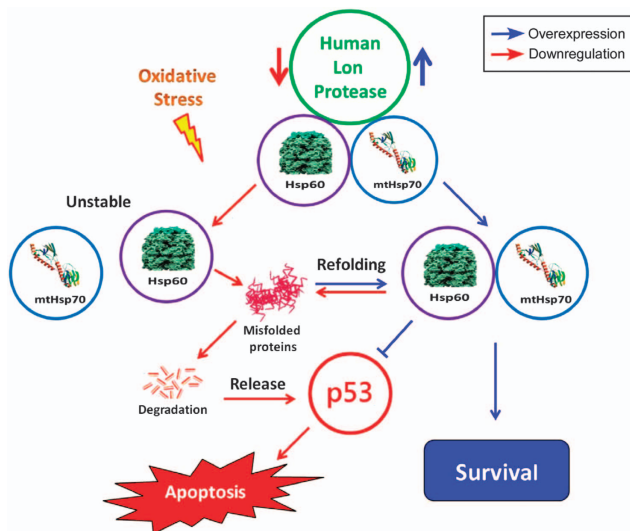 Overexpression
Downregulation
Human
Lon
Protease
Oxidative
Stress
Hsp60
mtHsp70
Unstable
mtHsp70
Hsp60
Misfolded
proteins
Refolding
Hsp60
mtHsp70
Degradation
Release
p53
Apoptosis
Survival